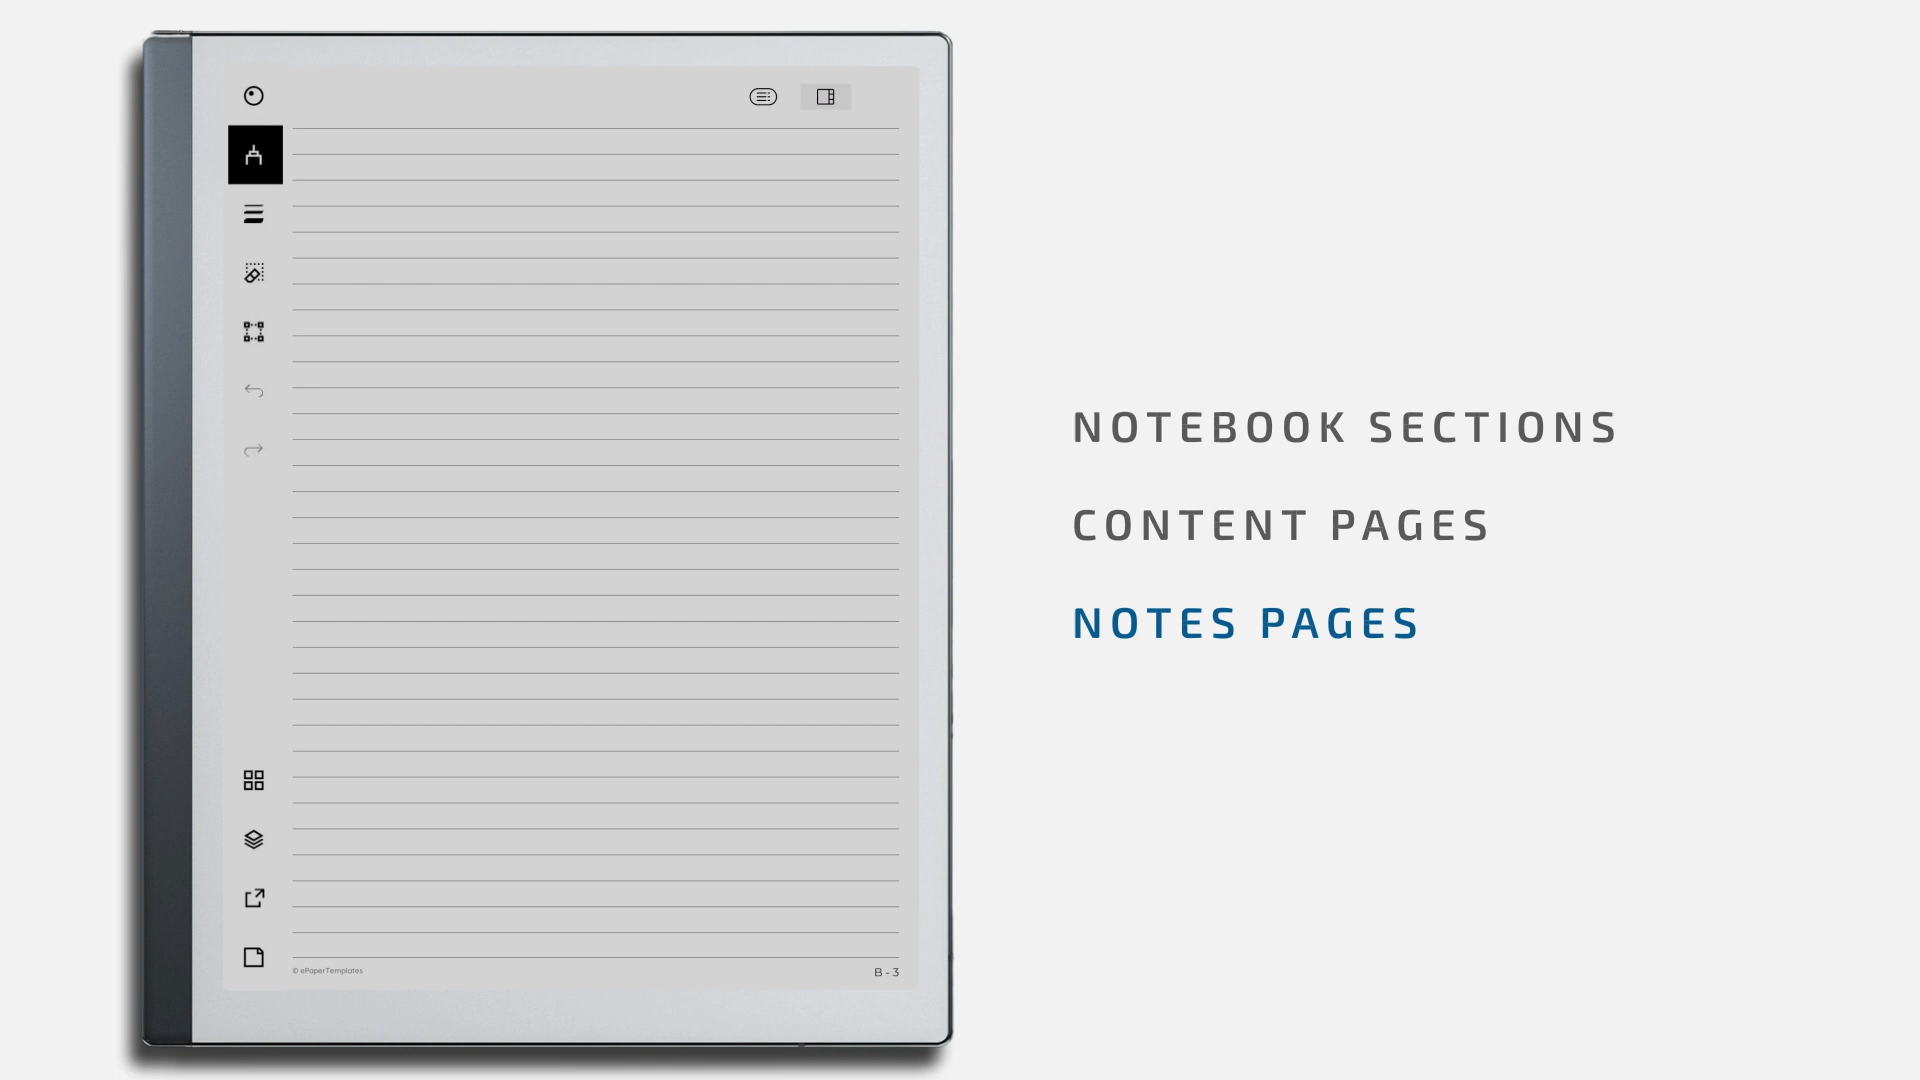 NOTEBOOK SECTIONS
CONTENT PAGES
NOTES PAGES
© ePaperTemplates
B - 3